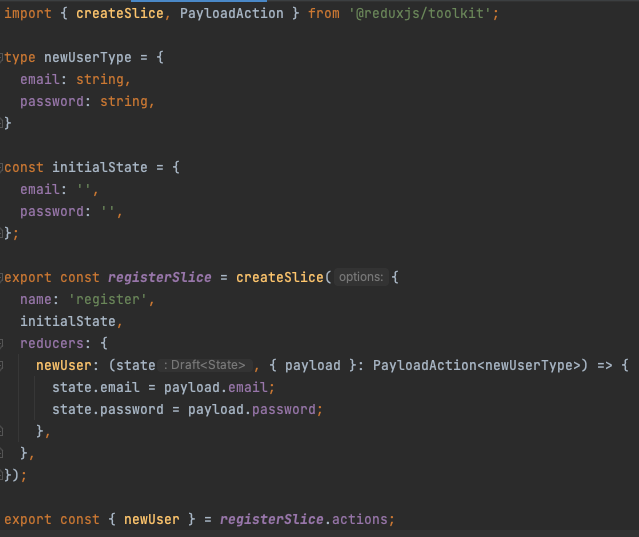 import { createSlice, PayloadAction } from '@reduxjs/toolkit';
type newUserType = {
email: string,
password: string,
}
const initialState = {
email: '',
password: '',
};
export const registerSlice = createSlice( options: {
name: 'register',
initialState,
reducers: {
newUser: (state : Draft<State> , { payload }: PayloadAction<newUserType>) => {
state.email = payload.email;
state.password = payload.password;
},
},
});
export const { newUser } = registerSlice.actions;